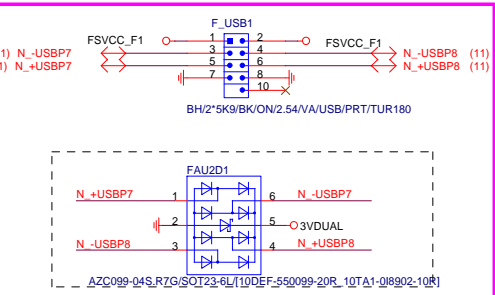 F_USB1
FSVCC_F1 1 2 FSVCC_F1
1) N_-USBP7 3 4 N_-USBP8 (11)
1) N_+USBP7 5 6 N_+USBP8 (11)
7 8
10
BH/2*5K9/BK/ON/2.54/VA/USB/PRT/TUR180
FAU2D1
N_+USBP7 1 6 N_-USBP7
2 5 3VDUAL
N_-USBP8 3 4 N_+USBP8
AZC099-04S.R7G/SOT23-6L/[10DEF-550099-20R_10TA1-0I8902-10R]